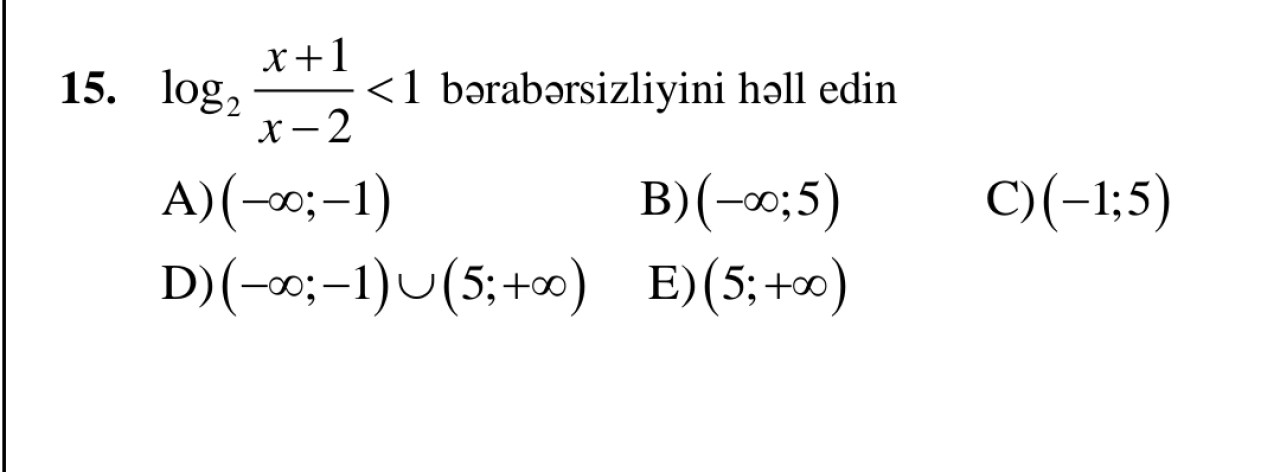 15. log₂ (x+1)/(x−2) <1 bərabərsizliyini həll edin
A)(−∞;−1) B)(−∞;5) C)(−1;5)
D)(−∞;−1)∪(5;+∞) E)(5;+∞)